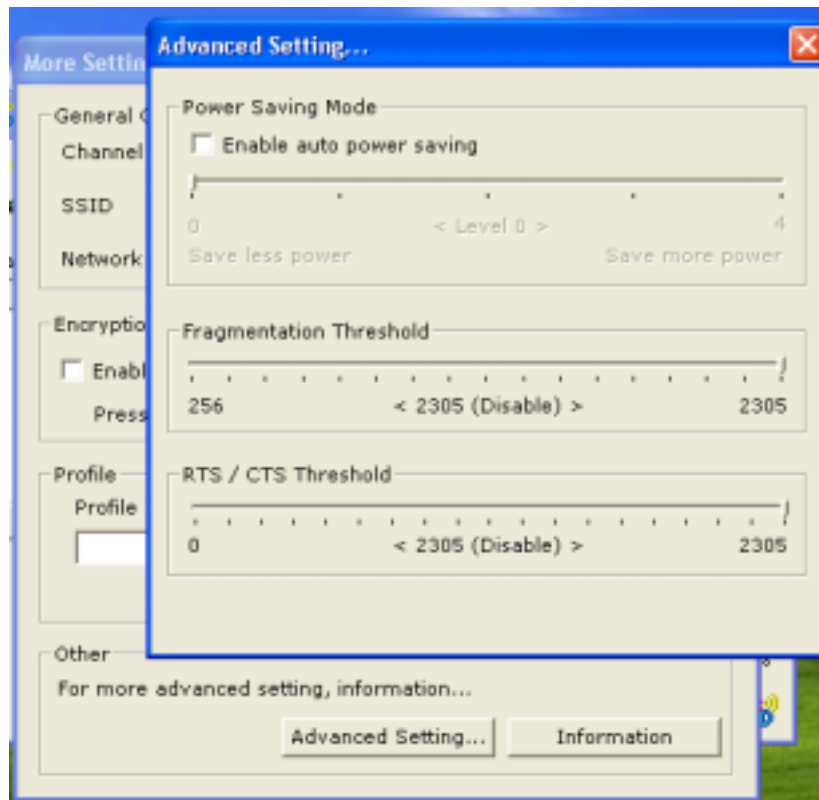 More Settin
Advanced Setting...
General
Channel
SSID
Network
Encryptio
Enabl
Press
Profile
Profile
Power Saving Mode
Enable auto power saving
0 < Level 0 > 4
Save less power Save more power
Fragmentation Threshold
256 < 2305 (Disable) > 2305
RTS / CTS Threshold
0 < 2305 (Disable) > 2305
Other
For more advanced setting, information...
Advanced Setting... Information